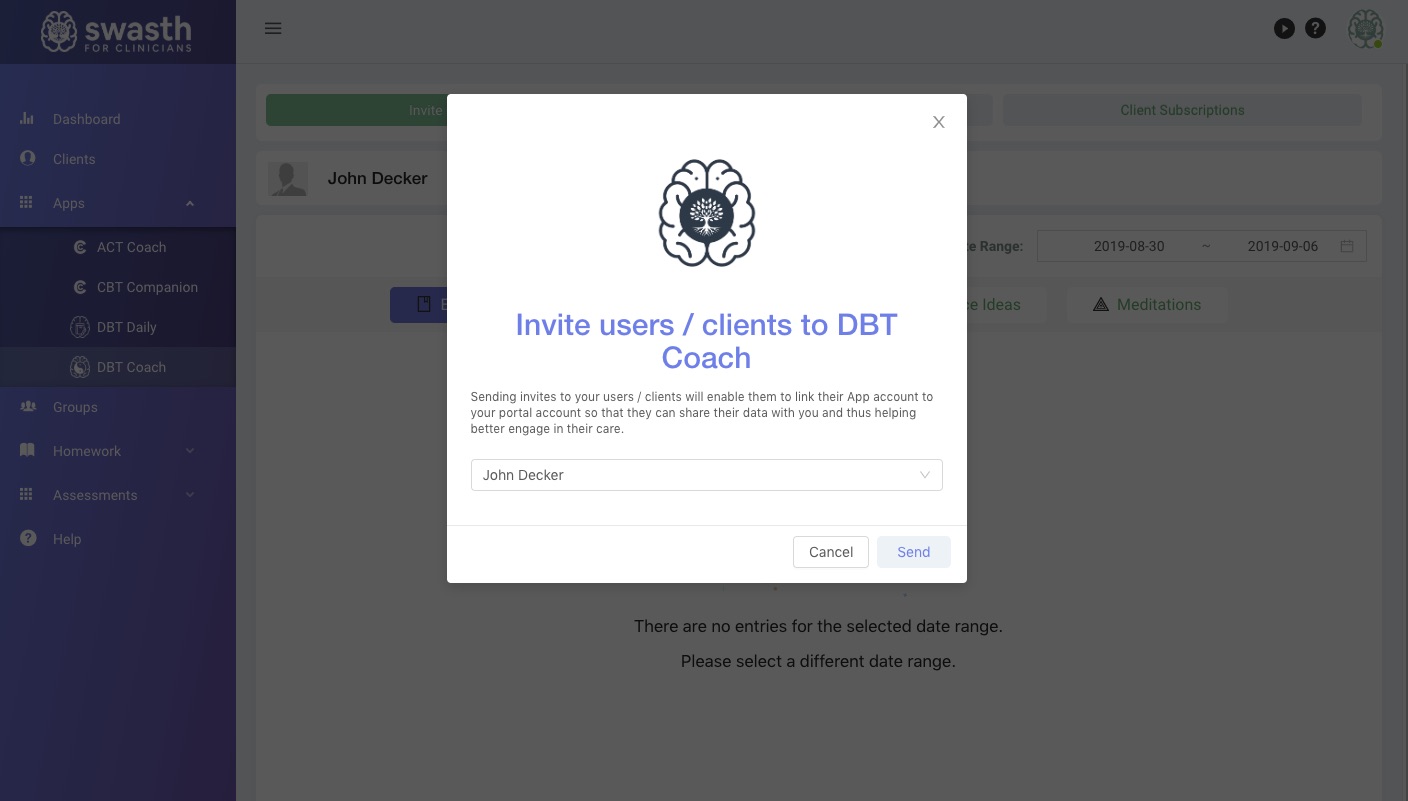 swasth
FOR CLINICIANS
Dashboard
Clients
Apps
ACT Coach
CBT Companion
DBT Daily
DBT Coach
Groups
Homework
Assessments
Help
Invite
Client Subscriptions
John Decker
Range:
2019-08-30 ~ 2019-09-06
Ideas
Meditations
Invite users / clients to DBT
Coach
Sending invites to your users / clients will enable them to link their App account to
your portal account so that they can share their data with you and thus helping
better engage in their care.
John Decker
Cancel
Send
There are no entries for the selected date range.
Please select a different date range.